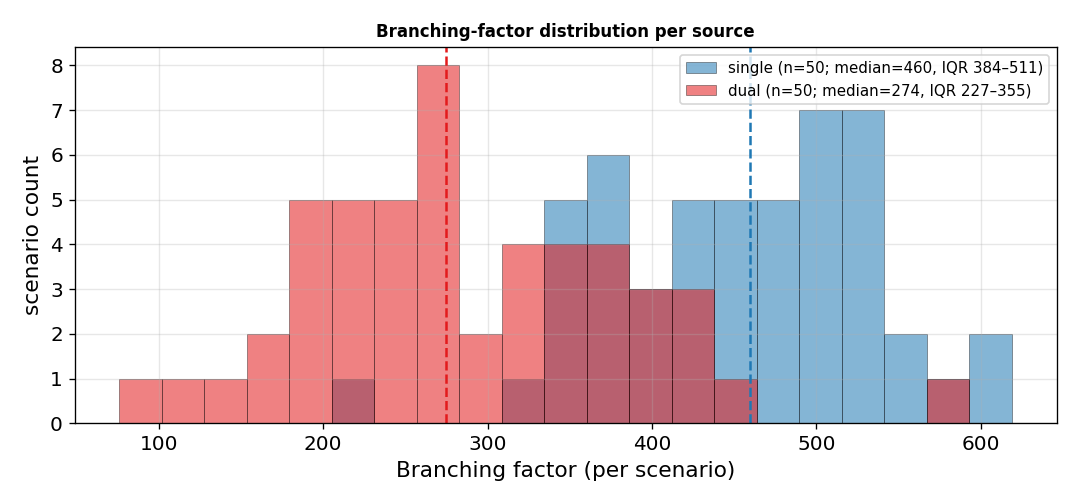 Branching-factor distribution per source
single (n=50; median=460, IQR 384–511)
dual (n=50; median=274, IQR 227–355)
scenario count
8
7
6
5
4
3
2
1
0
100 200 300 400 500 600
Branching factor (per scenario)